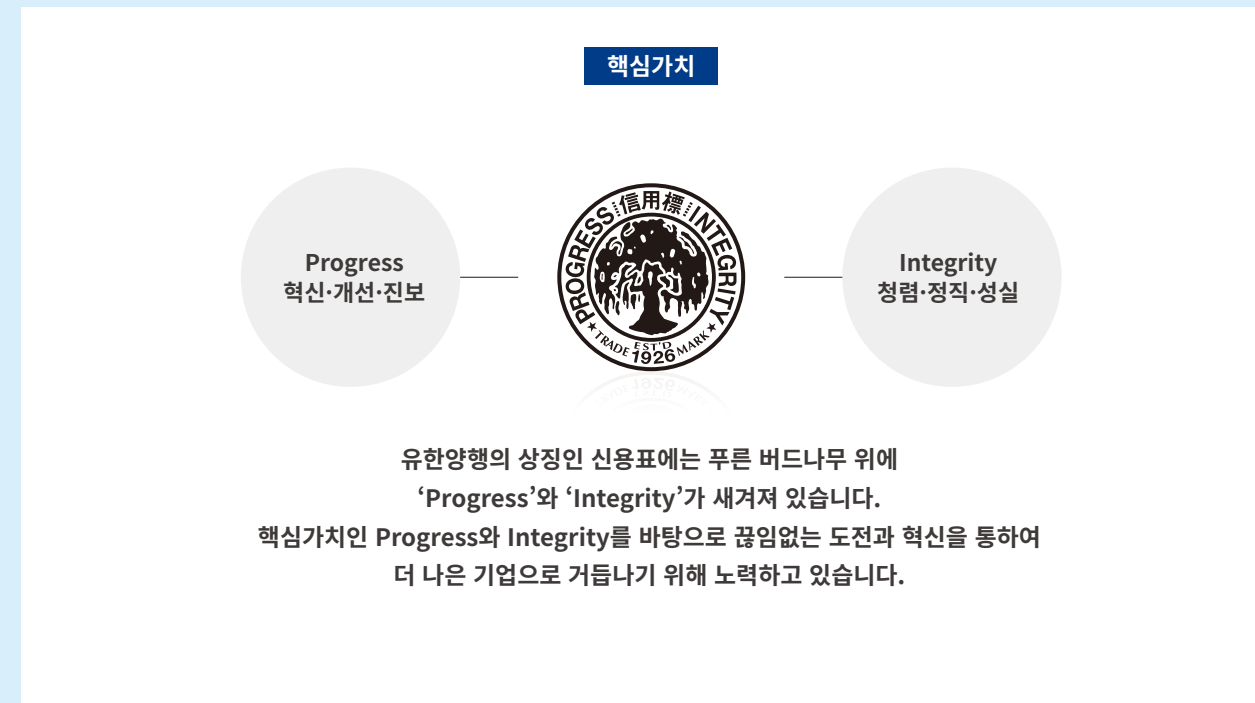 핵심가치
Progress
혁신·개선·진보
PROGRESS 信用標 INTEGRITY
TRADE MARK
EST'D
1926
Integrity
청렴·정직·성실
유한양행의 상징인 신용표에는 푸른 버드나무 위에
‘Progress’와 ‘Integrity’가 새겨져 있습니다.
핵심가치인 Progress와 Integrity를 바탕으로 끊임없는 도전과 혁신을 통하여
더 나은 기업으로 거듭나기 위해 노력하고 있습니다.